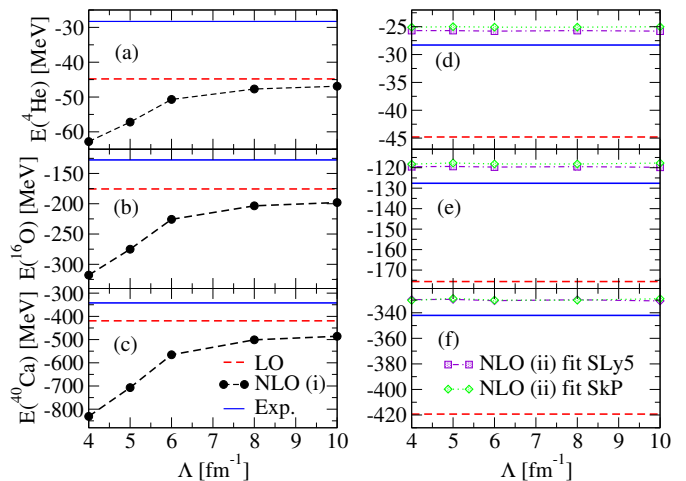 E(⁴He) [MeV]
-30
-40
-50
-60
(a)
E(¹⁶O) [MeV]
-150
-200
-250
-300
(b)
E(⁴⁰Ca) [MeV]
-300
-400
-500
-600
-700
-800
(c)
LO
NLO (i)
Exp.
4 5 6 7 8 9 10
Λ [fm⁻¹]
-25
-30
-35
-40
-45
(d)
-120
-130
-140
-150
-160
-170
(e)
-340
-360
-380
-400
-420
(f)
NLO (ii) fit SLy5
NLO (ii) fit SkP
4 5 6 7 8 9 10
Λ [fm⁻¹]